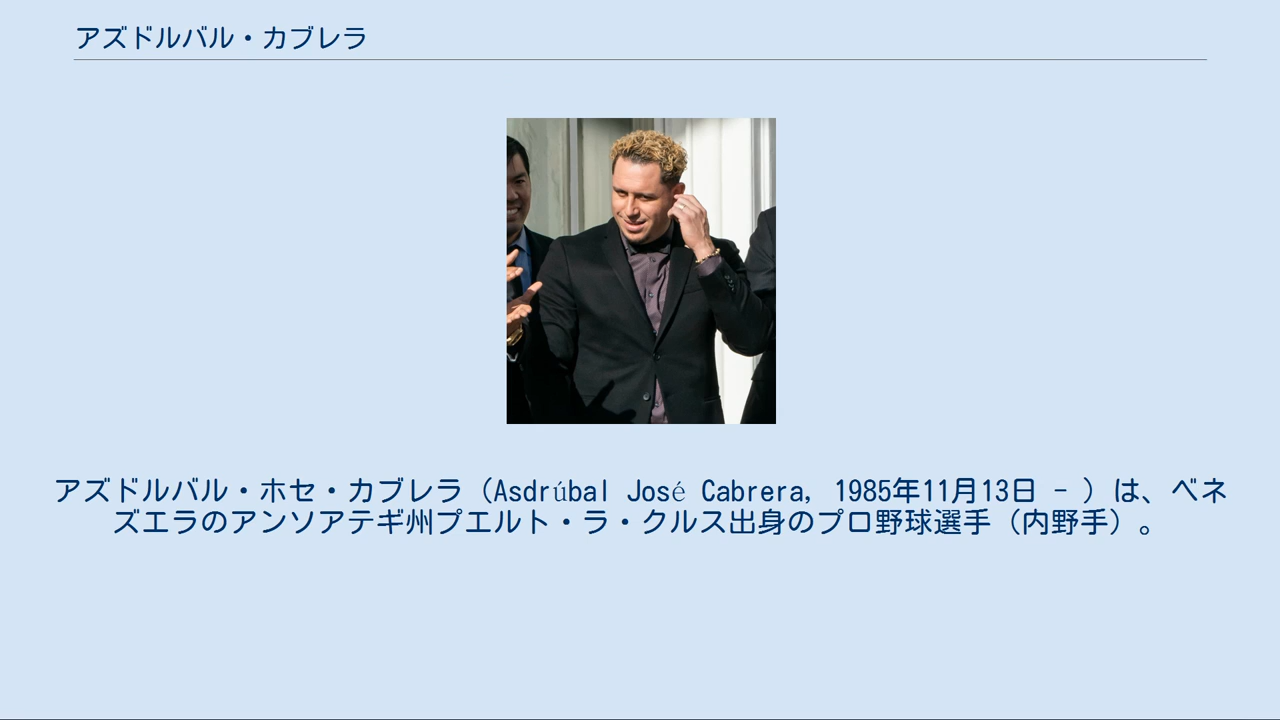 アズドルバル・カブレラ
アズドルバル・ホセ・カブレラ（Asdrúbal José Cabrera, 1985年11月13日 - ）は、ベネ
ズエラのアンソアテギ州プエルト・ラ・クルス出身のプロ野球選手（内野手）。